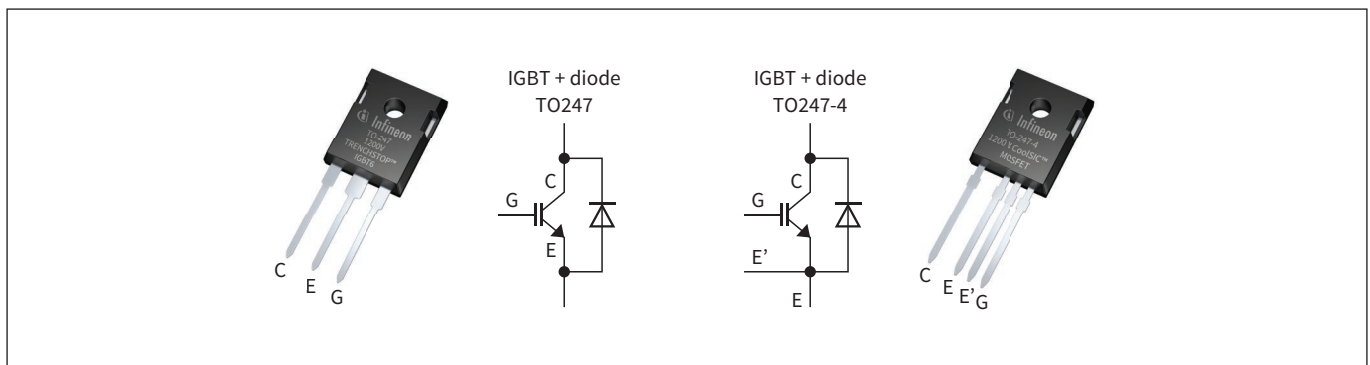 IGBT + diode
TO247
IGBT + diode
TO247-4
Infineon
TO-247
1200V
TRENCHSTOP™
IGBT6
C
E
G
G
C
E
G
C
E'
E
Infineon
TO-247-4
1200 V CoolSiC™
MOSFET
C
E
E'
G